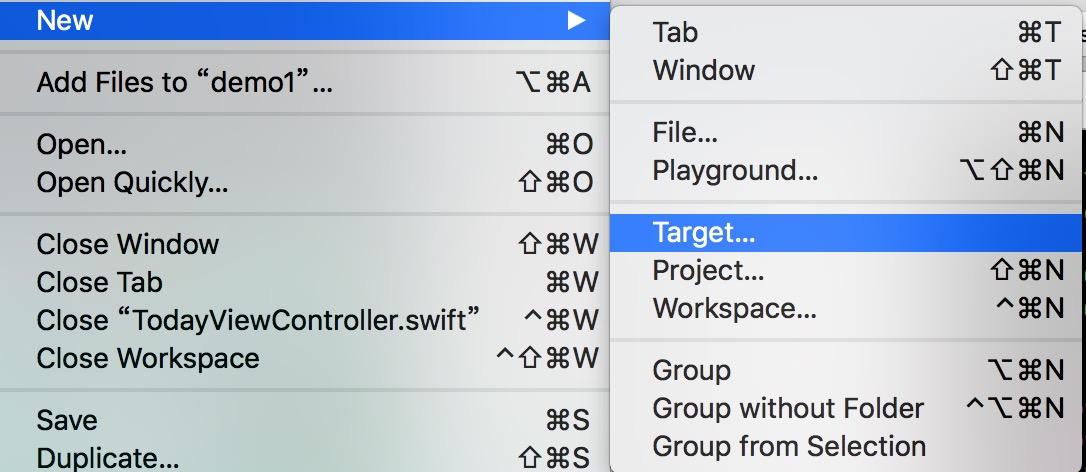 New ▶
Add Files to “demo1”... ⌥⌘A
Open... ⌘O
Open Quickly... ⇧⌘O
Close Window ⇧⌘W
Close Tab ⌘W
Close “TodayViewController.swift” ^⌘W
Close Workspace ^⇧⌘W
Save ⌘S
Duplicate... ⇧⌘S
Tab ⌘T
Window ⇧⌘T
File... ⌘N
Playground... ⌥⇧⌘N
Target...
Project... ⇧⌘N
Workspace... ^⌘N
Group ⌥⌘N
Group without Folder ^⌥⌘N
Group from Selection